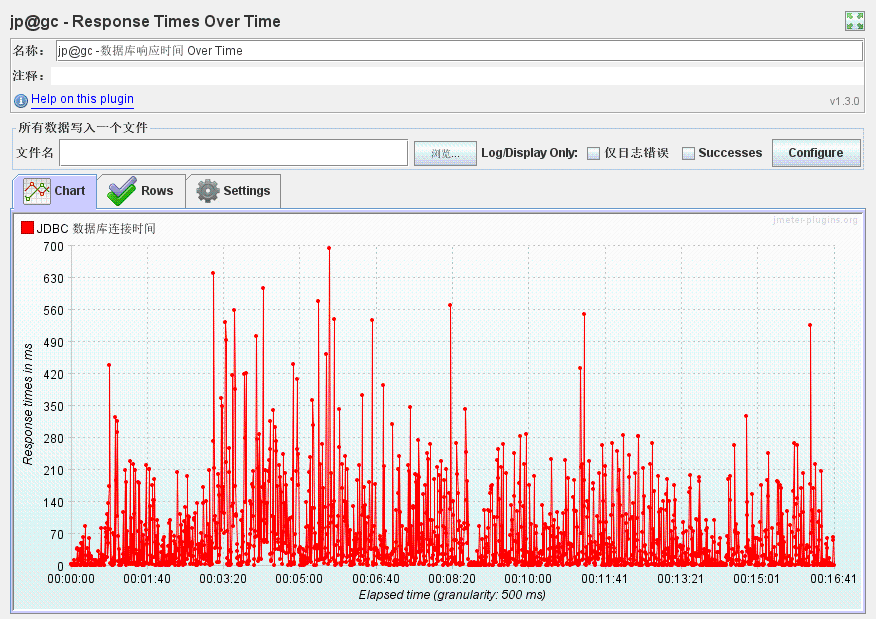 jp@gc - Response Times Over Time
名称： jp@gc -数据库响应时间 Over Time
注释：
Help on this plugin
v1.3.0
所有数据写入一个文件
文件名 浏览... Log/Display Only: 仅日志错误 Successes Configure
Chart Rows Settings
jmeter-plugins.org
JDBC 数据库连接时间
700
630
560
490
420
350
280
210
140
70
0
Response times in ms
00:00:00 00:01:40 00:03:20 00:05:00 00:06:40 00:08:20 00:10:00 00:11:41 00:13:21 00:15:01 00:16:41
Elapsed time (granularity: 500 ms)